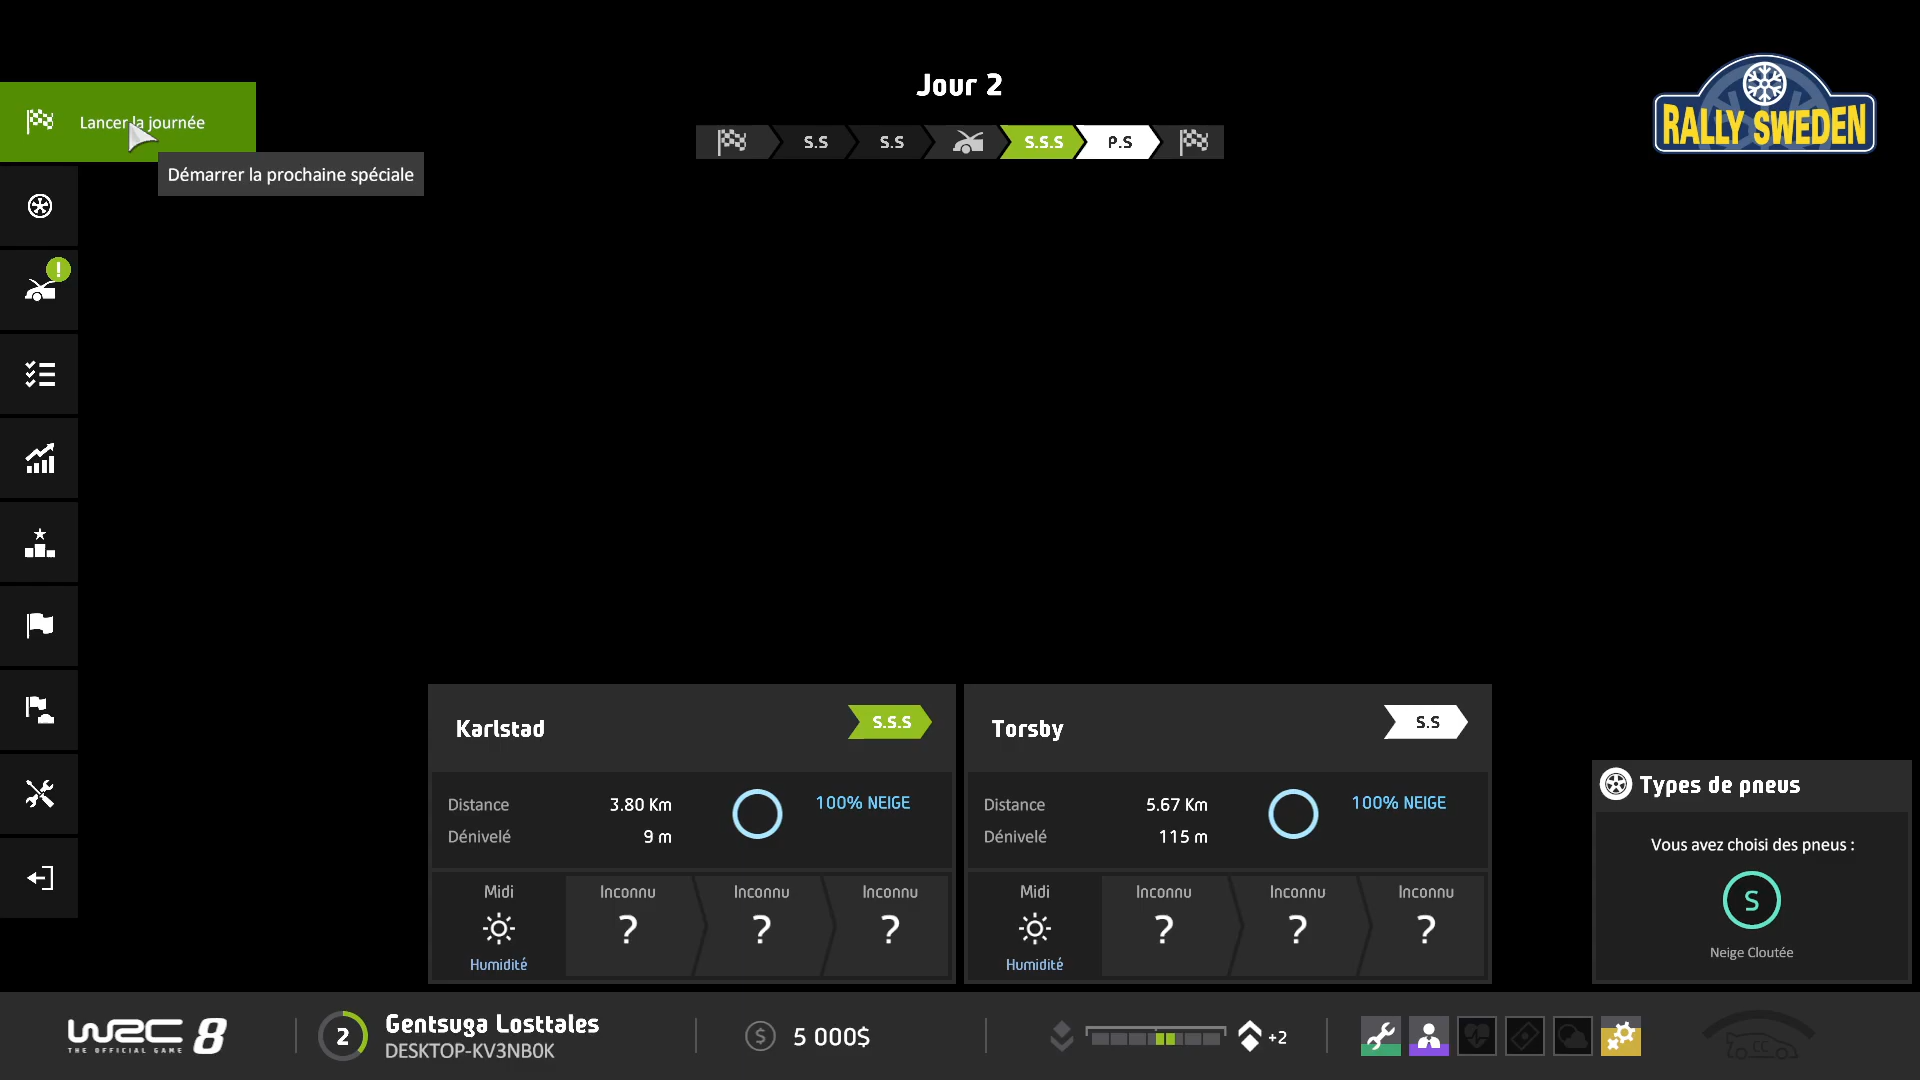 Jour 2
RALLY SWEDEN
Lancer la journée
Démarrer la prochaine spéciale
S.S
S.S
S.S.S
P.S
!
Karlstad
S.S.S
Distance
3.80 Km
100% NEIGE
Dénivelé
9 m
Midi
Inconnu
Inconnu
Inconnu
?
?
?
Humidité
Torsby
S.S
Distance
5.67 Km
100% NEIGE
Dénivelé
115 m
Midi
Inconnu
Inconnu
Inconnu
?
?
?
Humidité
Types de pneus
Vous avez choisi des pneus :
S
Neige Cloutée
WRC 8
THE OFFICIAL GAME
2
Gentsuga Losttales
DESKTOP-KV3NB0K
$
5 000$
+2
CC